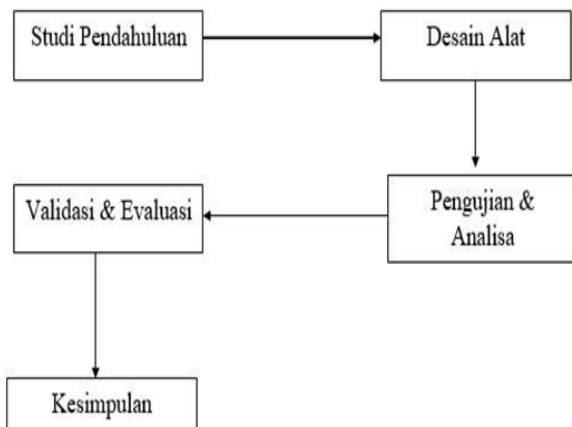 Studi Pendahuluan
Desain Alat
Pengujian &
Analisa
Validasi & Evaluasi
Kesimpulan